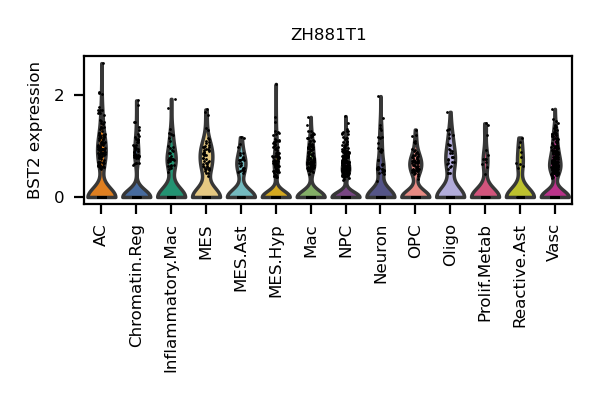 ZH881T1
BST2 expression
2
0
AC
Chromatin.Reg
Inflammatory.Mac
MES
MES.Ast
MES.Hyp
Mac
NPC
Neuron
OPC
Oligo
Prolif.Metab
Reactive.Ast
Vasc